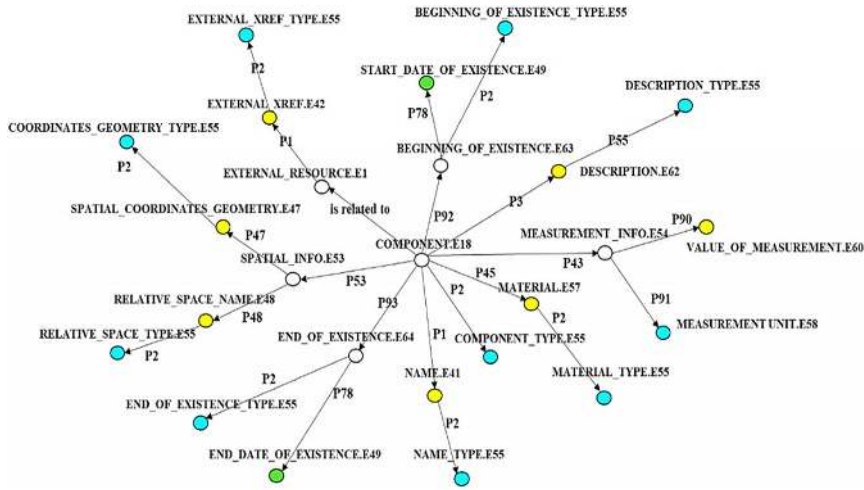 EXTERNAL_XREF_TYPE.E55
BEGINNING_OF_EXISTENCE_TYPE.E55
P2
START_DATE_OF_EXISTENCE.E49
P2
DESCRIPTION_TYPE.E55
EXTERNAL_XREF.E42
P78
COORDINATES_GEOMETRY_TYPE.E55
P1
BEGINNING_OF_EXISTENCE.E63
P55
P2
EXTERNAL_RESOURCE.E1
DESCRIPTION.E62
SPATIAL_COORDINATES_GEOMETRY.E47
is related to
P92
P3
P90
P47
COMPONENT.E18
MEASUREMENT_INFO.E54
VALUE_OF_MEASUREMENT.E60
SPATIAL_INFO.E53
P43
P53
P45
RELATIVE_SPACE_NAME.E48
P93
P2
MATERIAL.E57
P91
P48
RELATIVE_SPACE_TYPE.E55
END_OF_EXISTENCE.E64
P1
COMPONENT_TYPE.E55
P2
MEASUREMENT UNIT.E58
P2
P2
P78
NAME.E41
MATERIAL_TYPE.E55
END_OF_EXISTENCE_TYPE.E55
P2
END_DATE_OF_EXISTENCE.E49
NAME_TYPE.E55